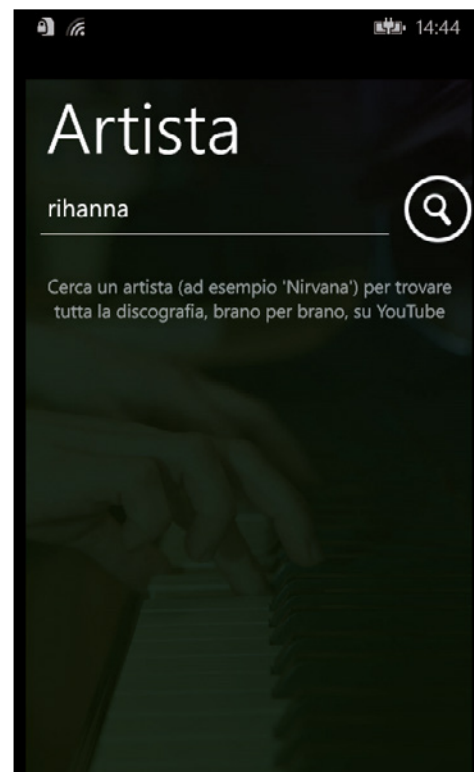 14:44
Artista
rihanna
Cerca un artista (ad esempio 'Nirvana') per trovare
tutta la discografia, brano per brano, su YouTube